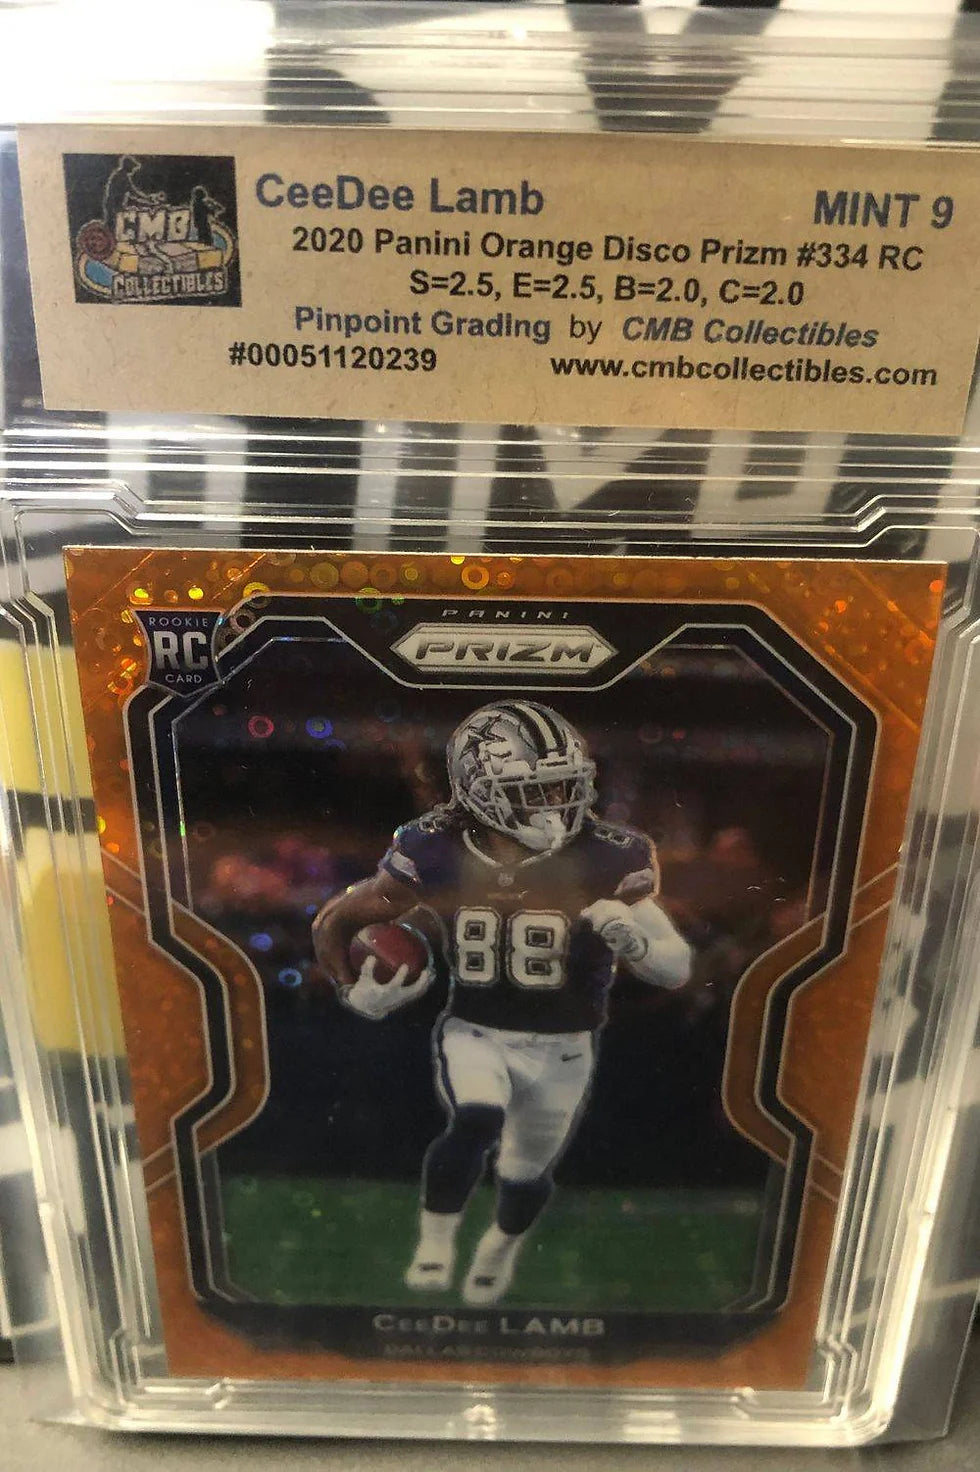 CMB
COLLECTIBLES
CeeDee Lamb
MINT 9
2020 Panini Orange Disco Prizm #334 RC
S=2.5, E=2.5, B=2.0, C=2.0
Pinpoint Grading by CMB Collectibles
#00051120239
www.cmbcollectibles.com
PANINI
PRIZM
ROOKIE
RC
CARD
88
88
CEEDEE LAMB
DALLAS COWBOYS